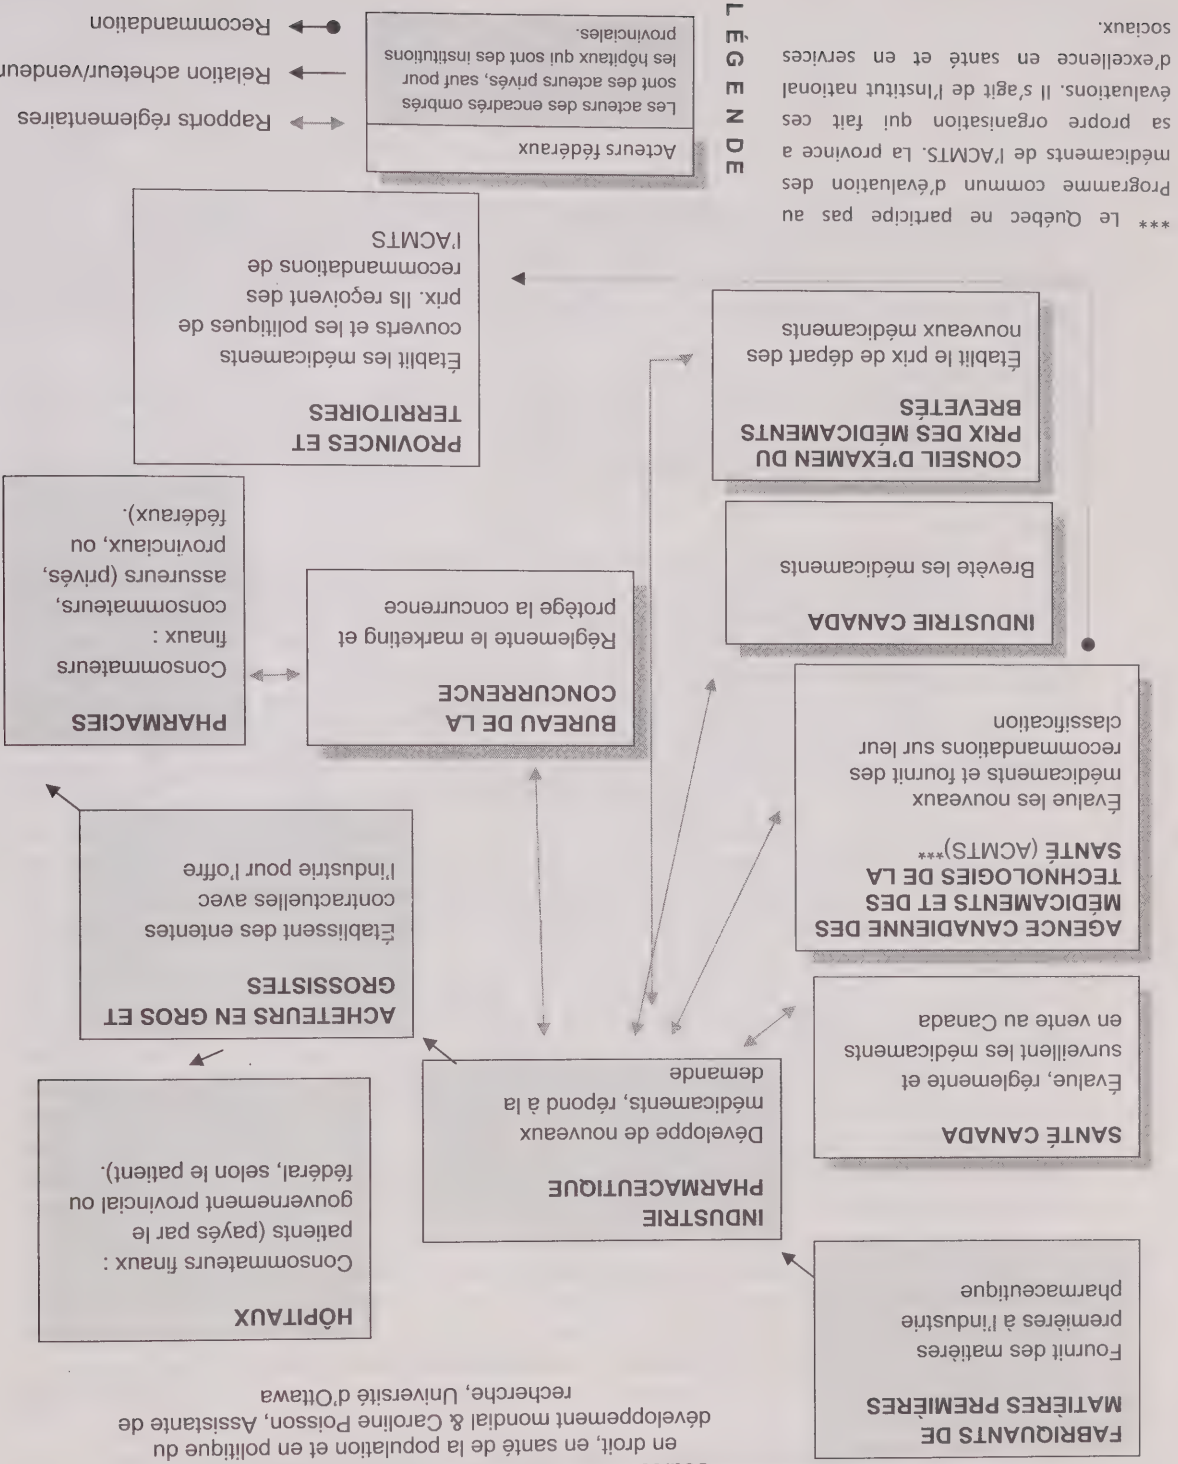 en droit, en santé de la population et en politique du
développement mondial & Caroline Poisson, Assistante de
recherche, Université d'Ottawa
FABRIQUANTS DE
MATIÈRES PREMIÈRES
Fournit des matières
premières à l'industrie
pharmaceutique
HÔPITAUX
Consommateurs finaux :
patients (payés par le
gouvernement provincial ou
fédéral, selon le patient).
INDUSTRIE
PHARMACEUTIQUE
Développe de nouveaux
médicaments, répond à la
demande
SANTÉ CANADA
Évalue, réglemente et
surveillent les médicaments
en vente au Canada
ACHETEURS EN GROS ET
GROSSISTES
Établissent des ententes
contractuelles avec
l'industrie pour l'offre
AGENCE CANADIENNE DES
MÉDICAMENTS ET DES
TECHNOLOGIES DE LA
SANTÉ (ACMTS)***
Évalue les nouveaux
médicaments et fournit des
recommandations sur leur
classification
BUREAU DE LA
CONCURRENCE
Réglemente le marketing et
protège la concurrence
PHARMACIES
Consommateurs
finaux :
consommateurs,
assureurs (privés,
provinciaux, ou
fédéraux).
INDUSTRIE CANADA
Brevète les médicaments
CONSEIL D'EXAMEN DU
PRIX DES MÉDICAMENTS
BREVETÉS
Établit le prix de départ des
nouveaux médicaments
PROVINCES ET
TERRITOIRES
Établit les médicaments
couverts et les politiques de
prix. Ils reçoivent des
recommandations de
l'ACMTS
*** Le Québec ne participe pas au
Programme commun d'évaluation des
médicaments de l'ACMTS. La province a
sa propre organisation qui fait ces
évaluations. Il s'agit de l'Institut national
d'excellence en santé et en services
sociaux.
LÉGENDE
Acteurs fédéraux
Les acteurs des encadrés ombrés
sont des acteurs privés, sauf pour
les hôpitaux qui sont des institutions
provinciales.
Rapports réglementaires
Relation acheteur/vendeur
Recommandation